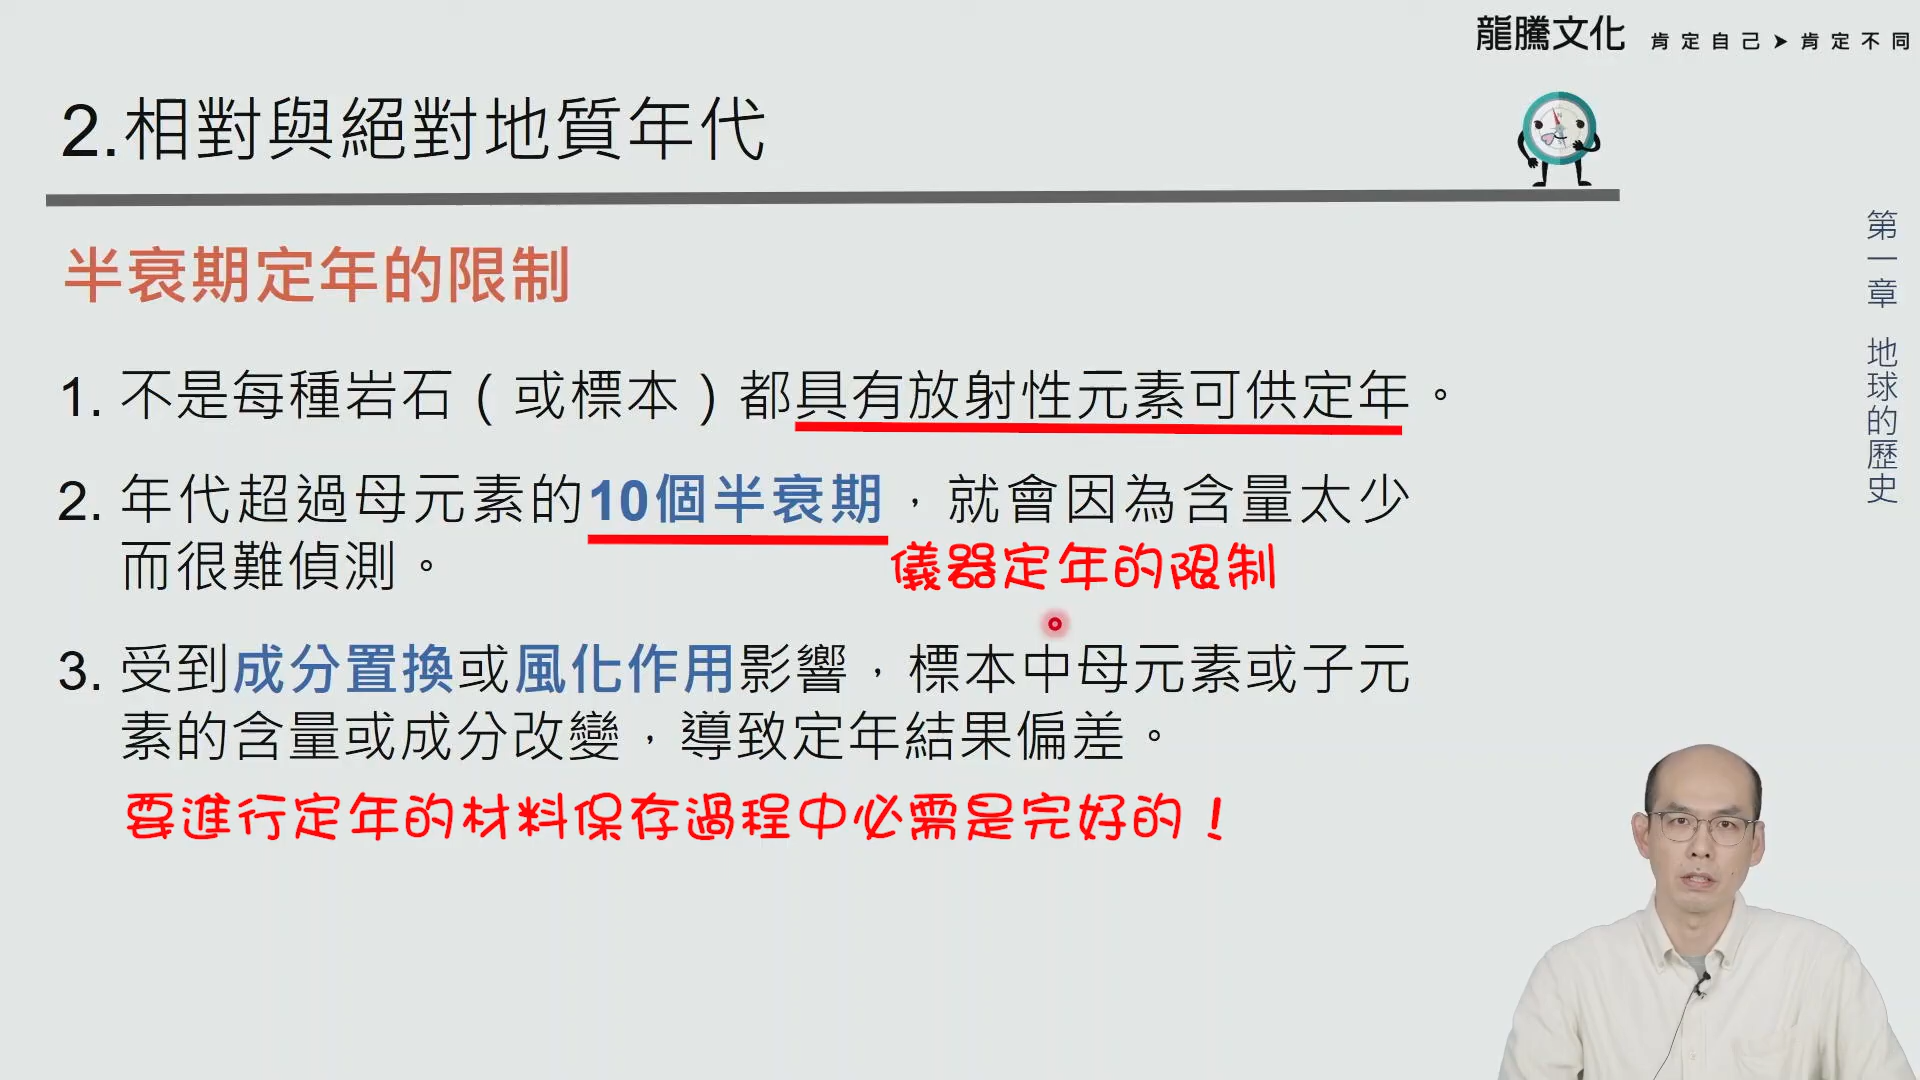 龍騰文化 肯定自己➤肯定不同
2.相對與絕對地質年代
半衰期定年的限制
1. 不是每種岩石（或標本）都具有放射性元素可供定年。
2. 年代超過母元素的10個半衰期，就會因為含量太少
而很難偵測。
儀器定年的限制
3. 受到成分置換或風化作用影響，標本中母元素或子元
素的含量或成分改變，導致定年結果偏差。
要進行定年的材料保存過程中必需是完好的！
第一章 地球的歷史